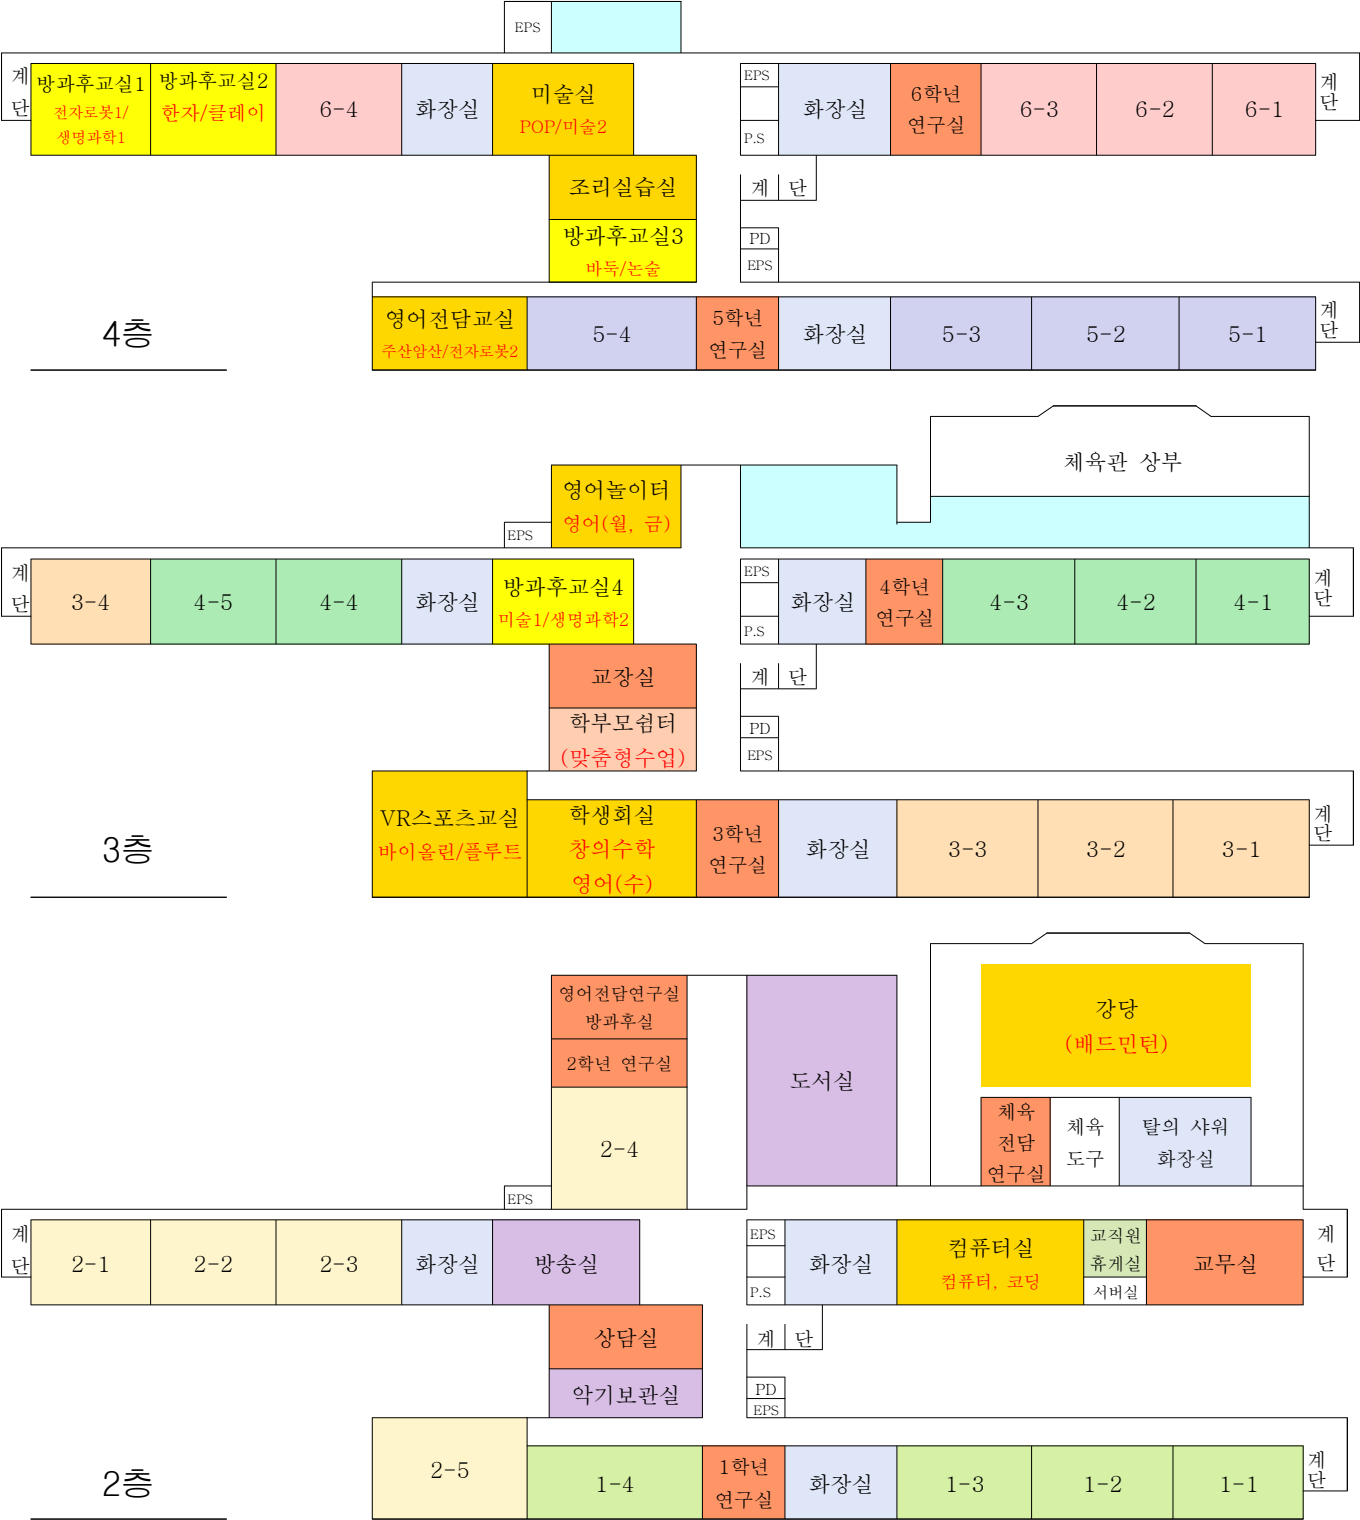 EPS
계
단
방과후교실1
전자로봇1/
생명과학1
방과후교실2
한자/클레이
6-4
화장실
미술실
POP/미술2
EPS
P.S
화장실
6학년
연구실
6-3
6-2
6-1
계
단
조리실습실
계 단
방과후교실3
바둑/논술
PD
EPS
4층
영어전담교실
주산암산/전자로봇2
5-4
5학년
연구실
화장실
5-3
5-2
5-1
계
단
체육관 상부
영어놀이터
영어(월, 금)
EPS
계
단
3-4
4-5
4-4
화장실
방과후교실4
미술1/생명과학2
EPS
P.S
화장실
4학년
연구실
4-3
4-2
4-1
계
단
교장실
계 단
학부모쉼터
(맞춤형수업)
PD
EPS
3층
VR스포츠교실
바이올린/플루트
학생회실
창의수학
영어(수)
3학년
연구실
화장실
3-3
3-2
3-1
계
단
영어전담연구실
방과후실
2학년 연구실
2-4
EPS
도서실
강당
(배드민턴)
체육
전담
연구실
체육
도구
탈의 샤워
화장실
계
단
2-1
2-2
2-3
화장실
방송실
EPS
P.S
화장실
컴퓨터실
컴퓨터, 코딩
교직원
휴게실
서버실
교무실
계
단
상담실
계 단
악기보관실
PD
EPS
2층
2-5
1-4
1학년
연구실
화장실
1-3
1-2
1-1
계
단